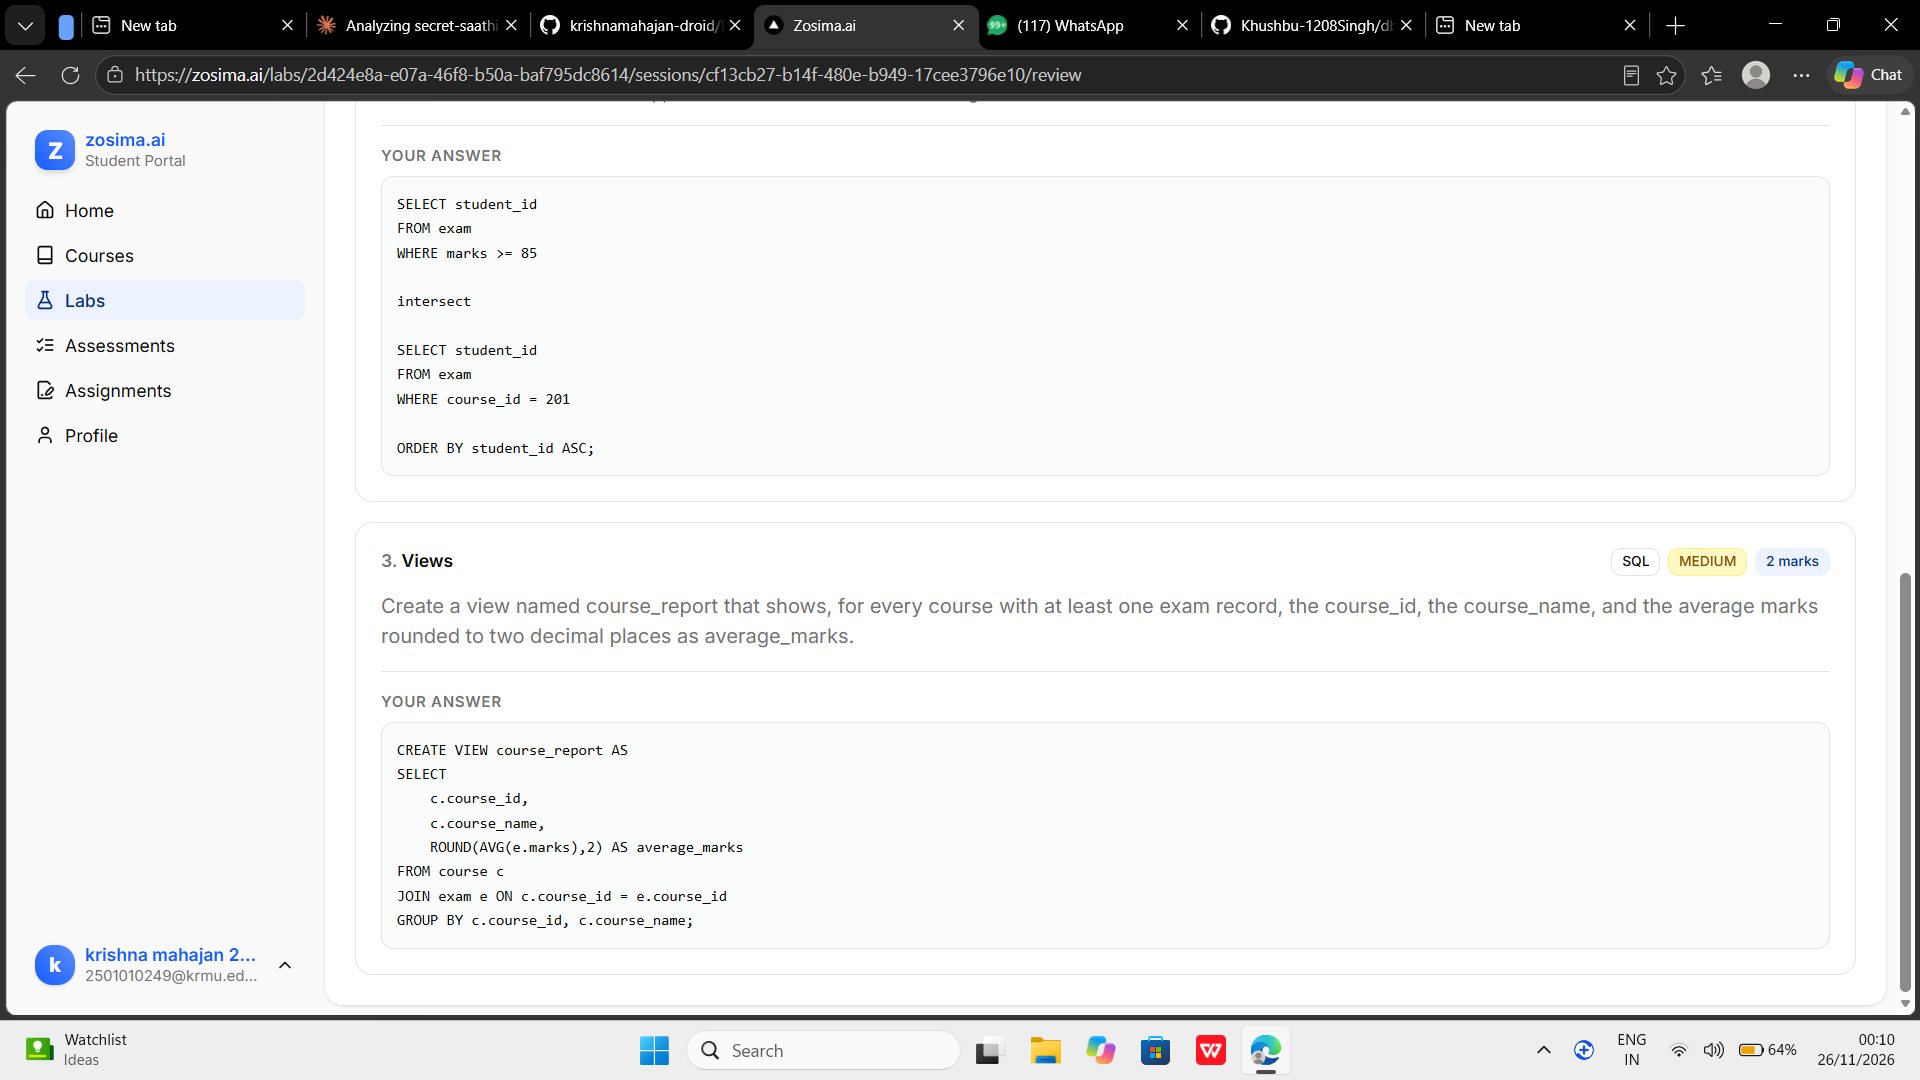 New tab
Analyzing secret-saathi
krishnamahajan-droid/
Zosima.ai
(117) WhatsApp
Khushbu-1208Singh/db
New tab
https://zosima.ai/labs/2d424e8a-e07a-46f8-b50a-baf795dc8614/sessions/cf13cb27-b14f-480e-b949-17cee3796e10/review
Chat
Z
zosima.ai
Student Portal
Home
Courses
Labs
Assessments
Assignments
Profile
YOUR ANSWER
SELECT student_id
FROM exam
WHERE marks >= 85
intersect
SELECT student_id
FROM exam
WHERE course_id = 201
ORDER BY student_id ASC;
3. Views
SQL
MEDIUM
2 marks
Create a view named course_report that shows, for every course with at least one exam record, the course_id, the course_name, and the average marks
rounded to two decimal places as average_marks.
YOUR ANSWER
CREATE VIEW course_report AS
SELECT
c.course_id,
c.course_name,
ROUND(AVG(e.marks),2) AS average_marks
FROM course c
JOIN exam e ON c.course_id = e.course_id
GROUP BY c.course_id, c.course_name;
k
krishna mahajan 2...
2501010249@krmu.ed...
Watchlist
Ideas
Search
ENG
IN
64%
00:10
26/11/2026